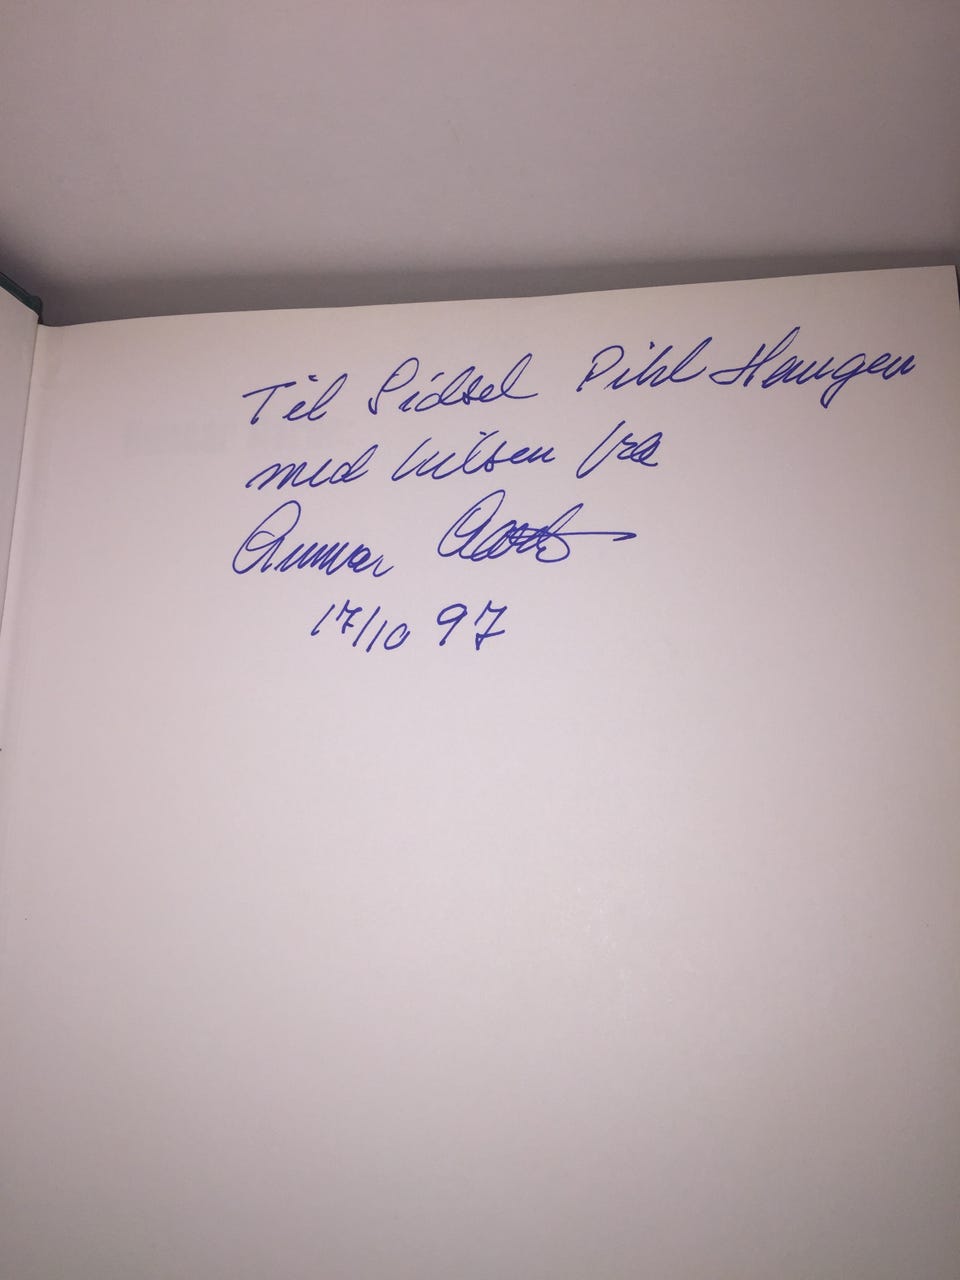 Til Sidsel Pihl Haugen
med hilsen fra
Gunnar
17/10 97